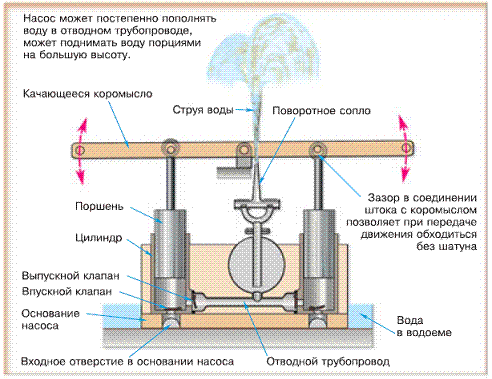 Насос может постепенно пополнять
воду в отводном трубопроводе,
может поднимать воду порциями
на большую высоту.
Качающееся коромысло
Струя воды
Поворотное сопло
Поршень
Цилиндр
Зазор в соединении
штока с коромыслом
позволяет при передаче
движения обходиться
без шатуна
Выпускной клапан
Впускной клапан
Основание
насоса
Вода
в водоеме
Входное отверстие в основании насоса
Отводной трубопровод